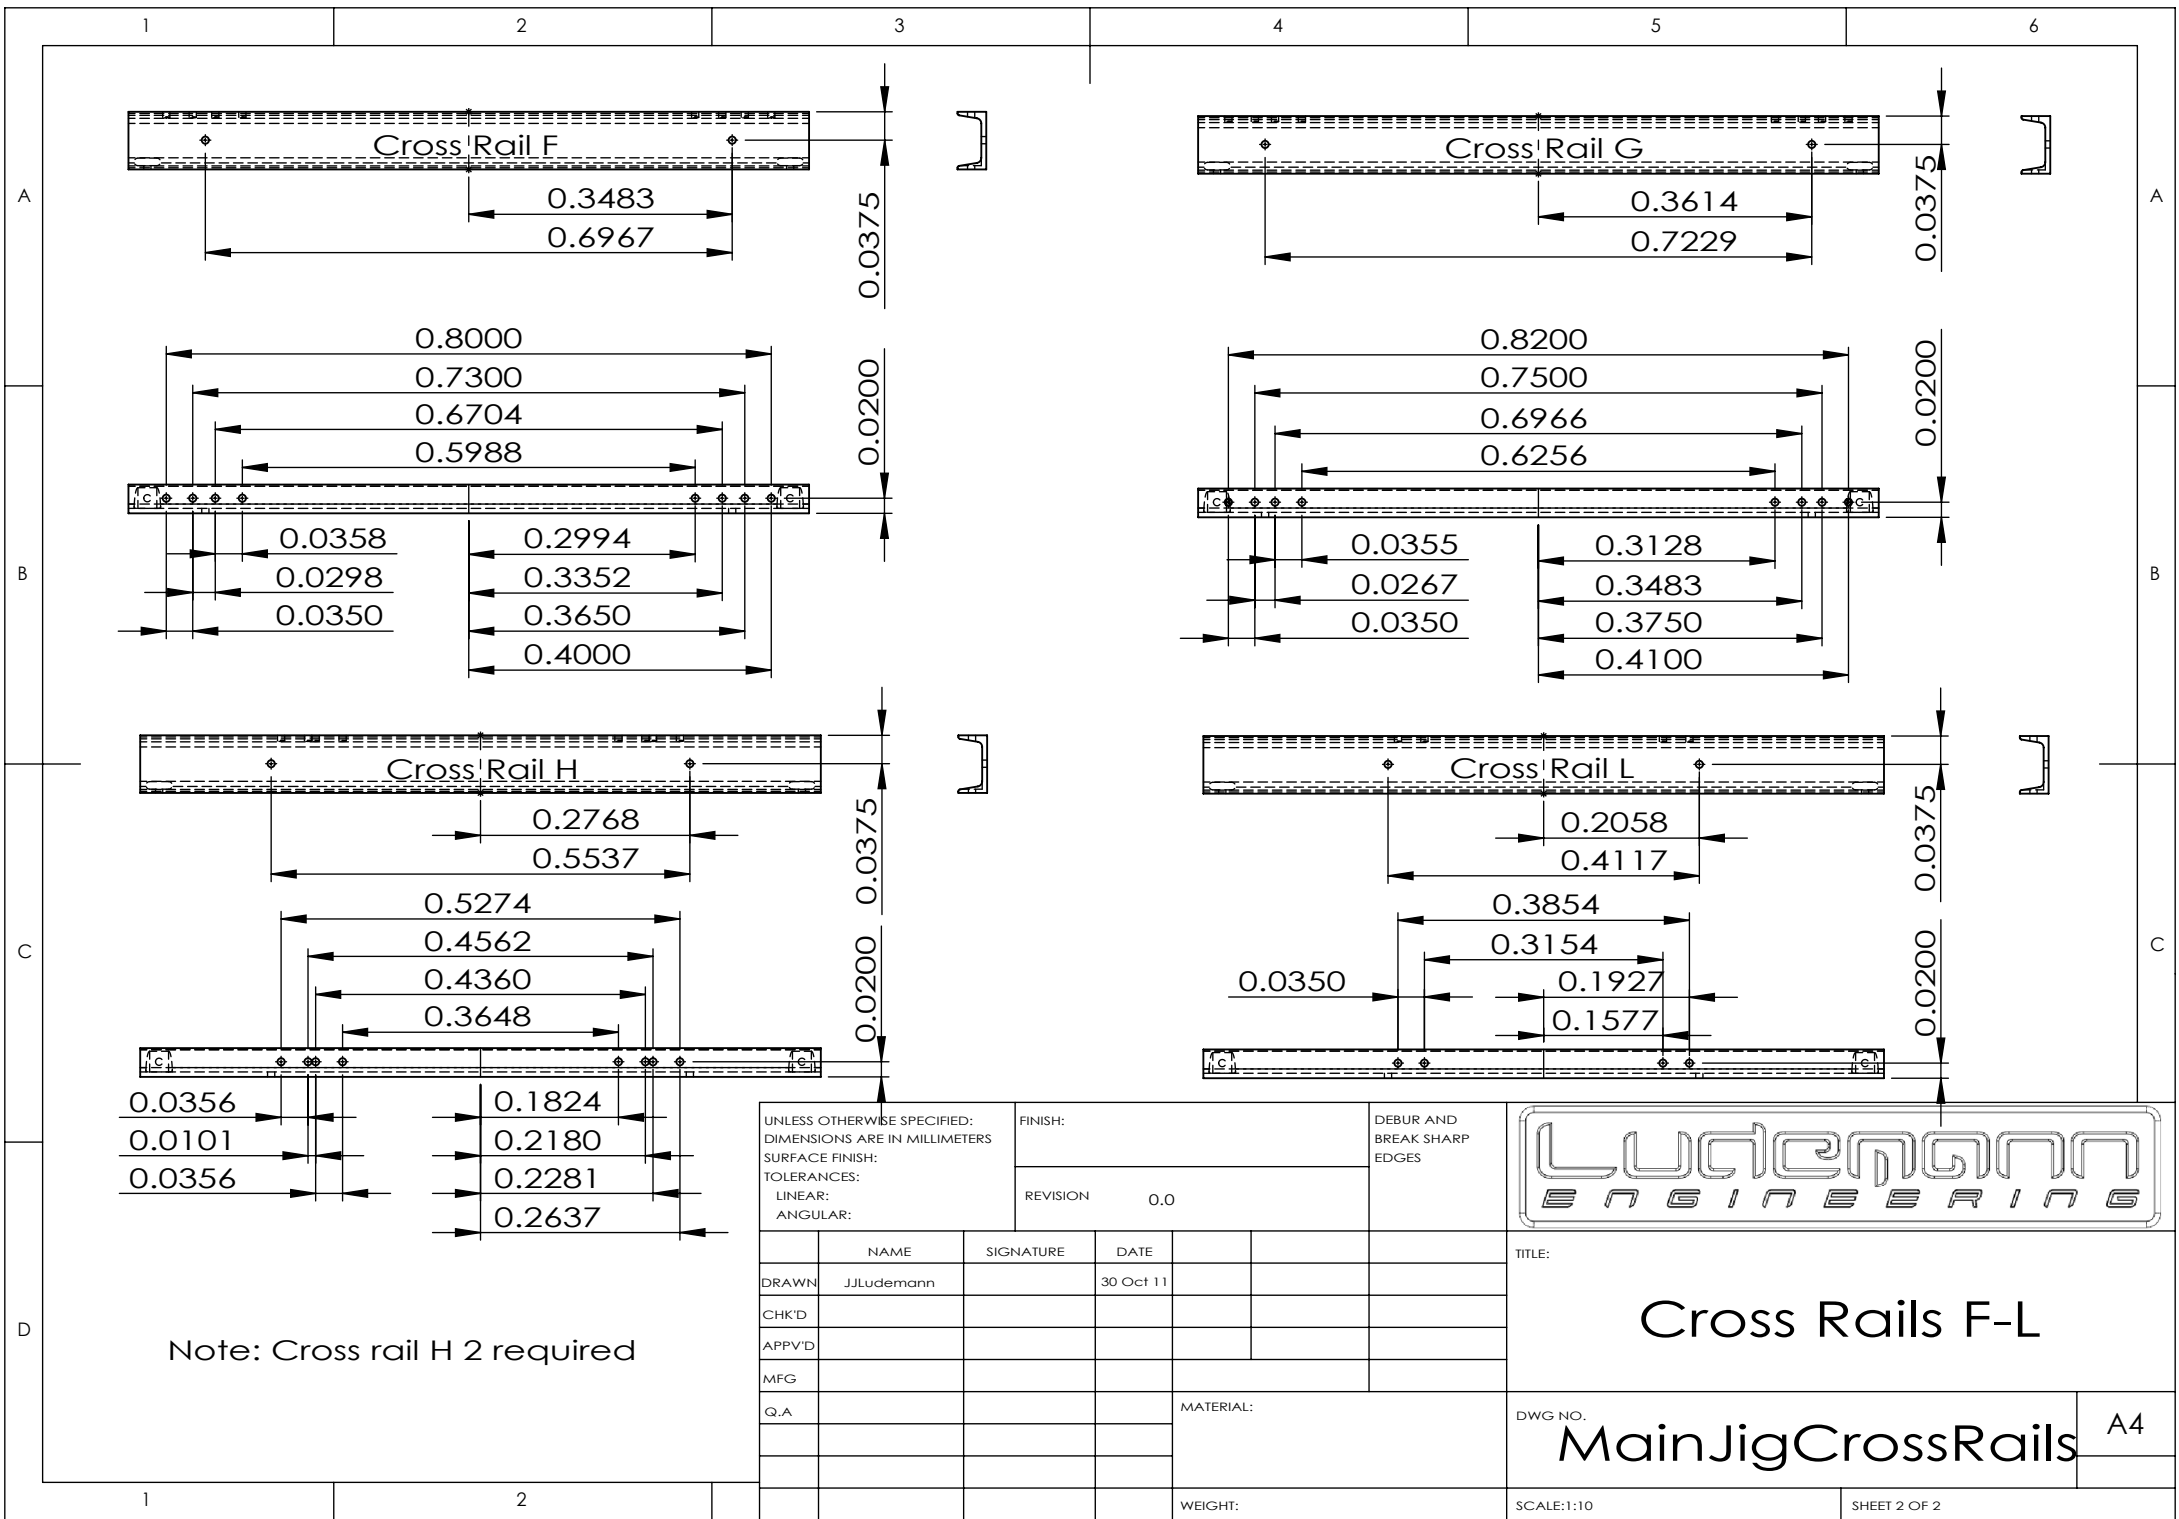 1 2 3 4 5 6
A A
B B
C C
D
Cross Rail F
0.3483
0.6967
0.0375
0.8000
0.7300
0.6704
0.5988
0.0200
C C
0.0358 0.2994
0.0298 0.3352
0.0350 0.3650
0.4000
Cross Rail G
0.3614
0.7229
0.0375
0.8200
0.7500
0.6966
0.6256
0.0200
C C
0.0355 0.3128
0.0267 0.3483
0.0350 0.3750
0.4100
Cross Rail H
0.2768
0.5537
0.0375
0.5274
0.4562
0.4360
0.3648
0.0200
C C
0.0356 0.1824
0.0101 0.2180
0.0356 0.2281
0.2637
Cross Rail L
0.2058
0.4117
0.0375
0.3854
0.3154
0.0350 0.1927
0.1577
0.0200
C C
Note: Cross rail H 2 required
UNLESS OTHERWISE SPECIFIED:
DIMENSIONS ARE IN MILLIMETERS
SURFACE FINISH:
TOLERANCES:
LINEAR:
ANGULAR:
FINISH:
REVISION 0.0
DEBUR AND
BREAK SHARP
EDGES
Ludemann
ENGINEERING
NAME SIGNATURE DATE
DRAWN JJLudemann 30 Oct 11
CHK'D
APPV'D
MFG
Q.A
MATERIAL:
WEIGHT:
TITLE:
Cross Rails F-L
DWG NO.
MainJigCrossRails
A4
SCALE:1:10
SHEET 2 OF 2
1 2